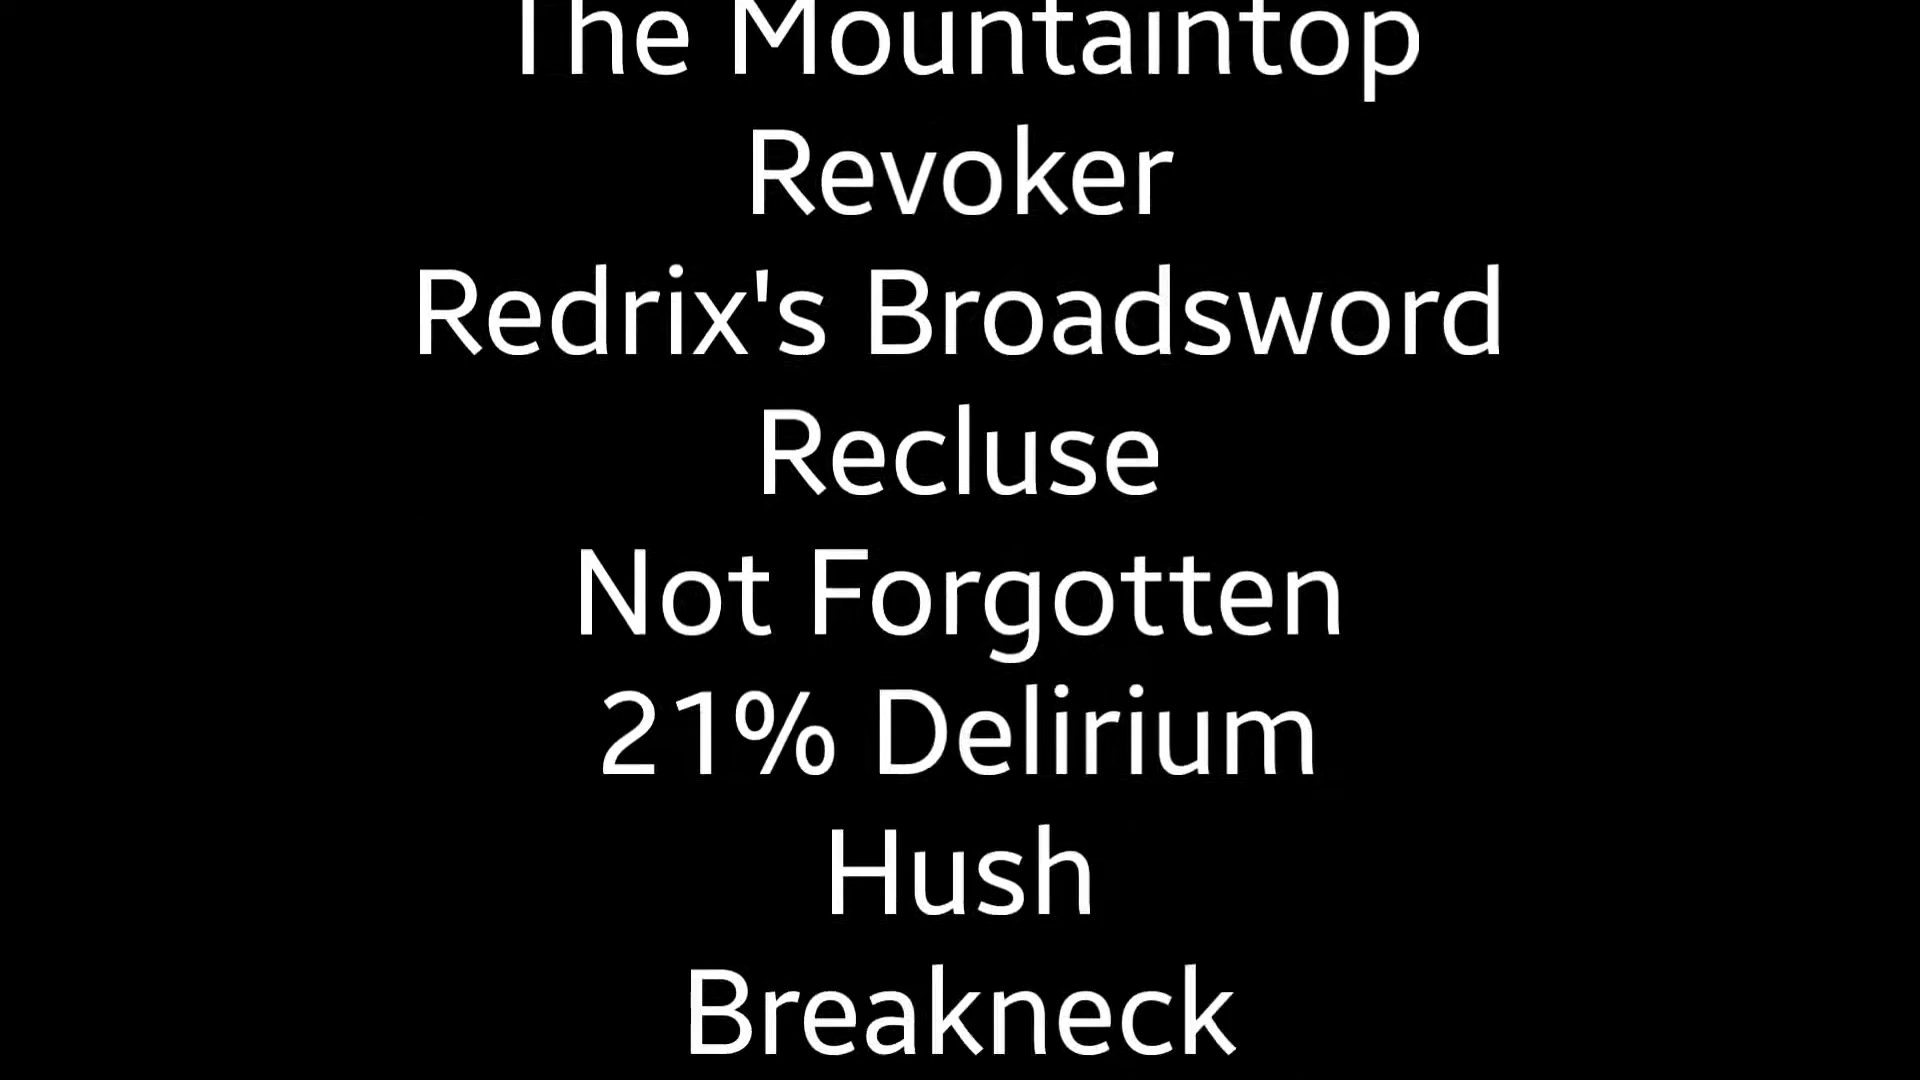 The Mountaintop
Revoker
Redrix's Broadsword
Recluse
Not Forgotten
21% Delirium
Hush
Breakneck